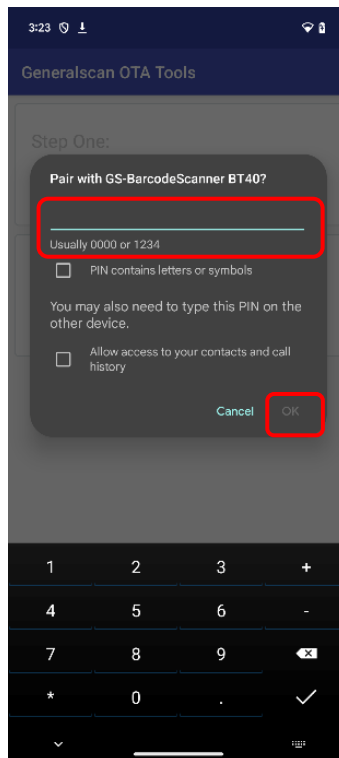 3:23
Generalscan OTA Tools
Step One:
Pair with GS-BarcodeScanner BT40?
Usually 0000 or 1234
PIN contains letters or symbols
You may also need to type this PIN on the
other device.
Allow access to your contacts and call
history
Cancel OK
1 2 3 +
4 5 6 -
7 8 9
* 0 .